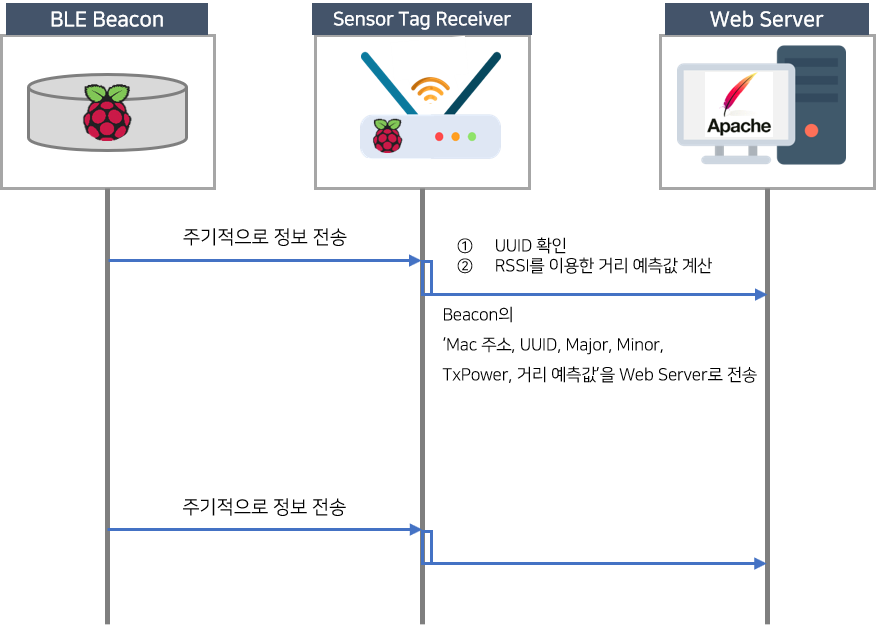 BLE Beacon
Sensor Tag Receiver
Web Server
Apache
주기적으로 정보 전송
① UUID 확인
② RSSI를 이용한 거리 예측값 계산
Beacon의
‘Mac 주소, UUID, Major, Minor,
TxPower, 거리 예측값’을 Web Server로 전송
주기적으로 정보 전송